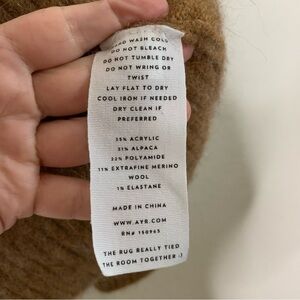 HAND WASH COLD
DO NOT BLEACH
DO NOT TUMBLE DRY
DO NOT WRING OR
TWIST
LAY FLAT TO DRY
COOL IRON IF NEEDED
DRY CLEAN IF
PREFERRED
35% ACRYLIC
31% ALPACA
22% POLYAMIDE
11% EXTRAFINE MERINO
WOOL
1% ELASTANE
MADE IN CHINA
WWW.AYR.COM
RN# 150965
THE RUG REALLY TIED
THE ROOM TOGETHER :)